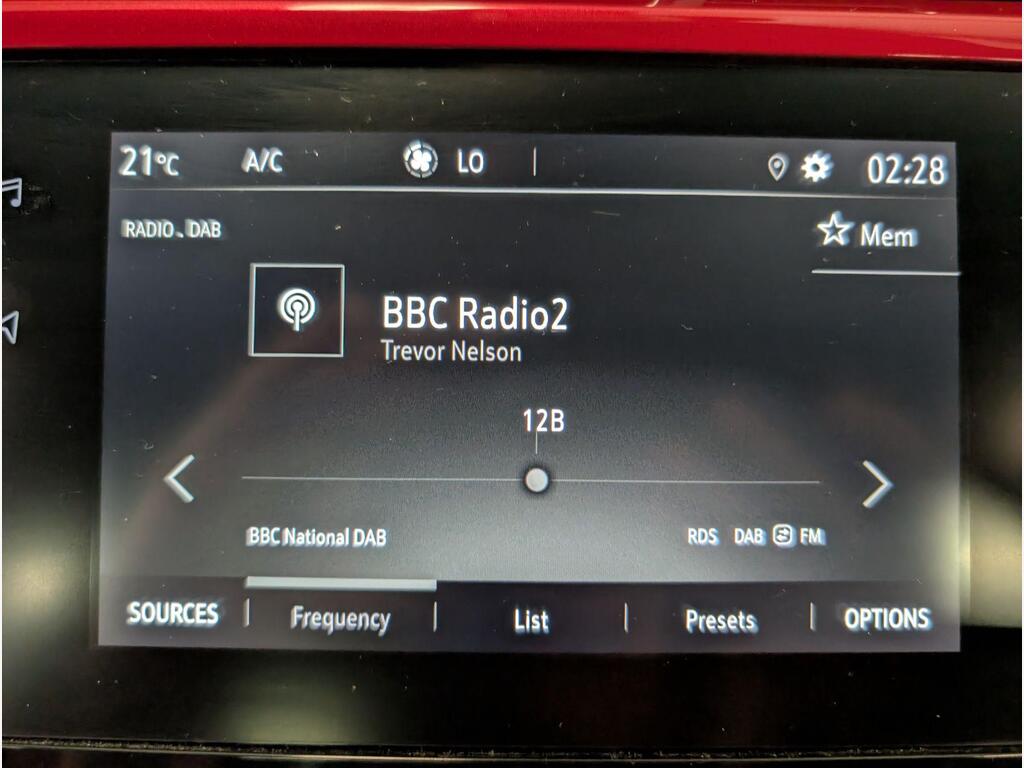 21°C A/C LO 02:28
RADIO . DAB
Mem
BBC Radio2
Trevor Nelson
12B
BBC National DAB
RDS DAB FM
SOURCES Frequency List Presets OPTIONS